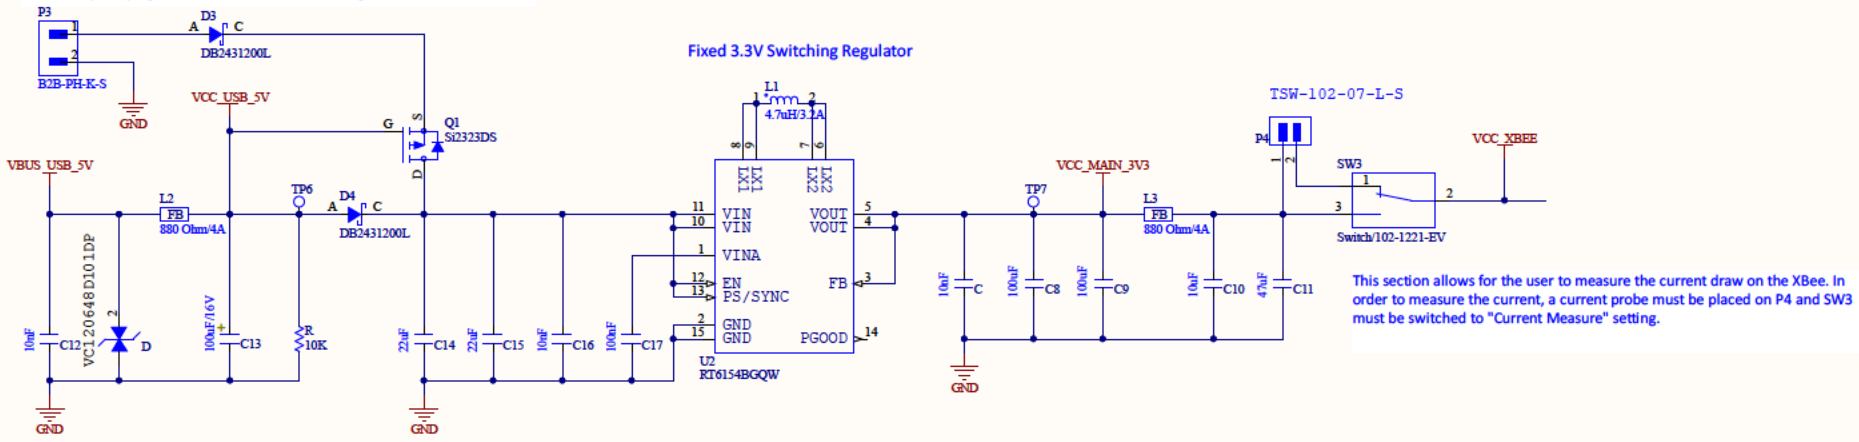 P3
1
2
B2B-PH-K-S
GND
A
D3
C
DB2431200L
VCC_USB_5V
G
S
Q1
Si2323DS
D
VBUS_USB_5V
L2
FB
880 Ohm/4A
TP6
A
D4
C
DB2431200L
10nF
C12
VC120648D101DP
2
D
100uF/16V
+
C13
R
10K
GND
22uF
C14
22uF
C15
10nF
C16
100nF
C17
GND
Fixed 3.3V Switching Regulator
L1
1
2
4.7uH/3.2A
8
9
7
6
LX1
LX1
LX2
LX2
11
VIN
10
VIN
1
VINA
12
EN
13
PS/SYNC
2
GND
15
GND
VOUT
5
VOUT
4
FB
3
PGOOD
14
U2
RT6154BGQW
VCC_MAIN_3V3
TP7
L3
FB
880 Ohm/4A
10nF
C
100uF
C8
100uF
C9
10nF
C10
47uF
C11
GND
TSW-102-07-L-S
P4
1
2
SW3
1
3
2
Switch/102-1221-EV
VCC_XBEE
This section allows for the user to measure the current draw on the XBee. In
order to measure the current, a current probe must be placed on P4 and SW3
must be switched to "Current Measure" setting.